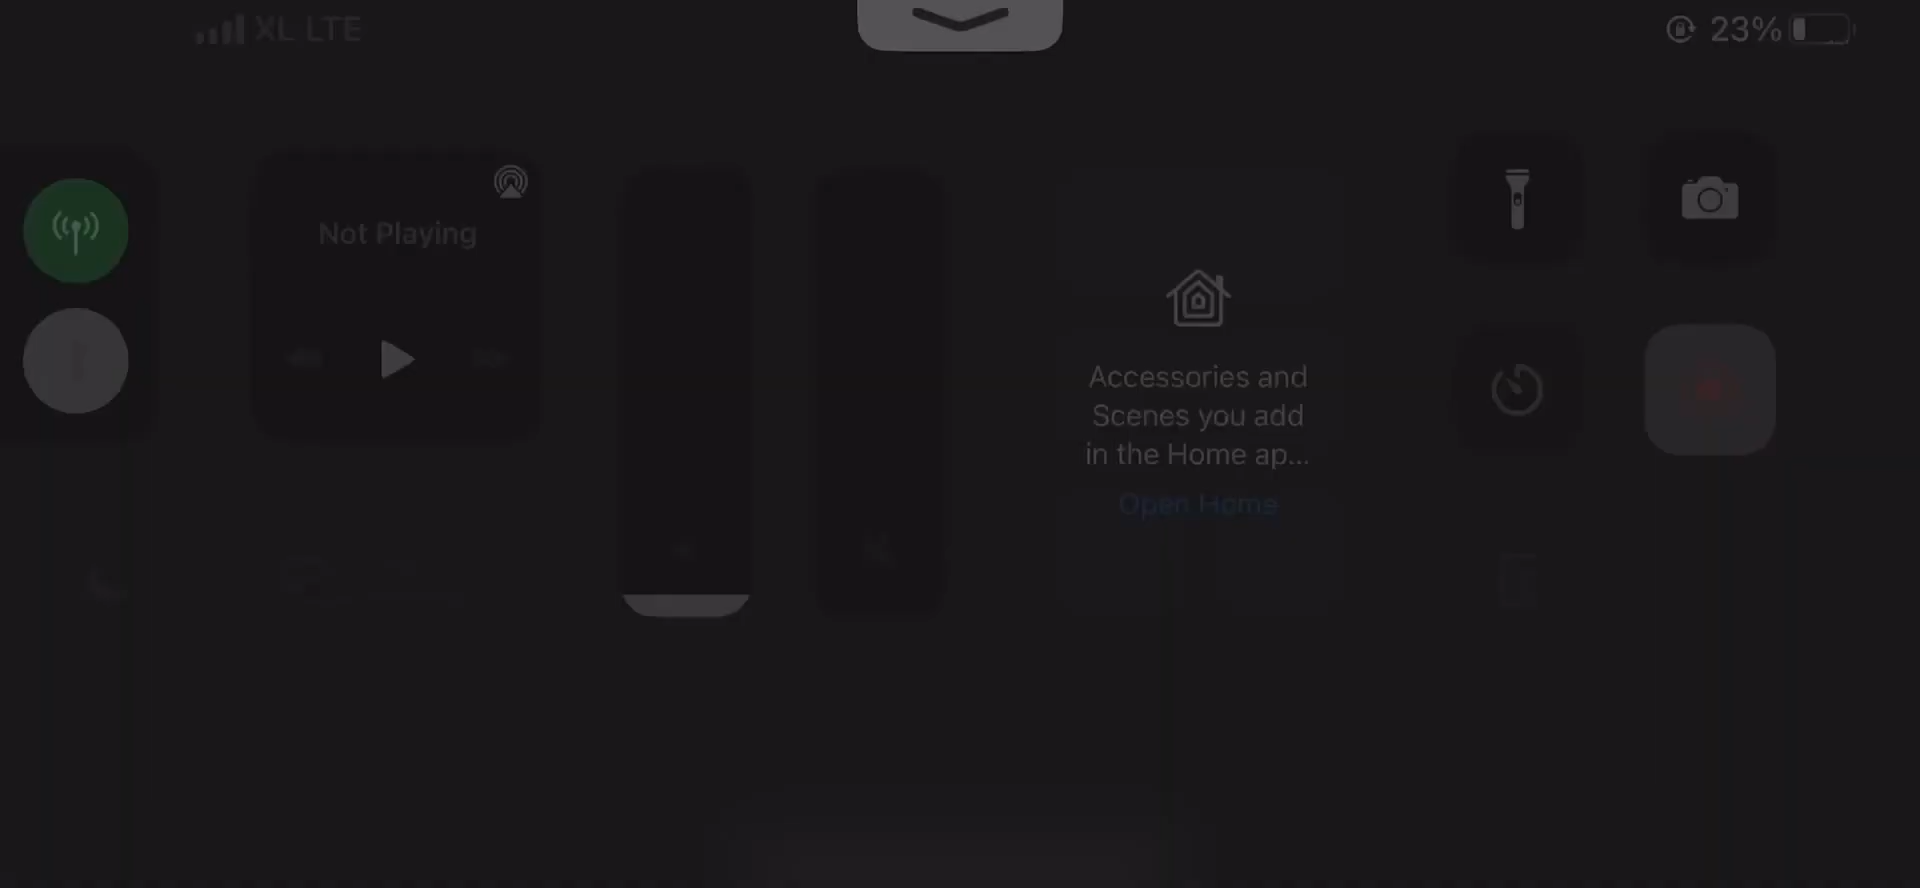 XL LTE
23%
Not Playing
Accessories and
Scenes you add
in the Home ap...
Open Home